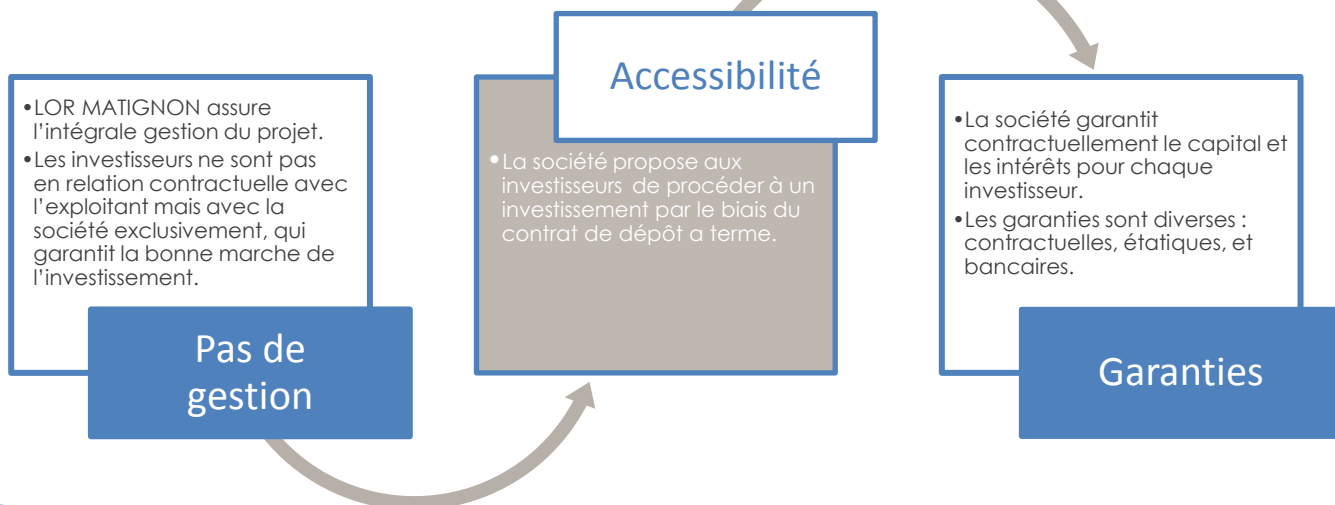 •LOR MATIGNON assure
l’intégrale gestion du projet.
•Les investisseurs ne sont pas
en relation contractuelle avec
l’exploitant mais avec la
société exclusivement, qui
garantit la bonne marche de
l’investissement.
Pas de
gestion
Accessibilité
•La société propose aux
investisseurs de procéder à un
investissement par le biais du
contrat de dépôt a terme.
•La société garantit
contractuellement le capital et
les intérêts pour chaque
investisseur.
•Les garanties sont diverses :
contractuelles, étatiques, et
bancaires.
Garanties